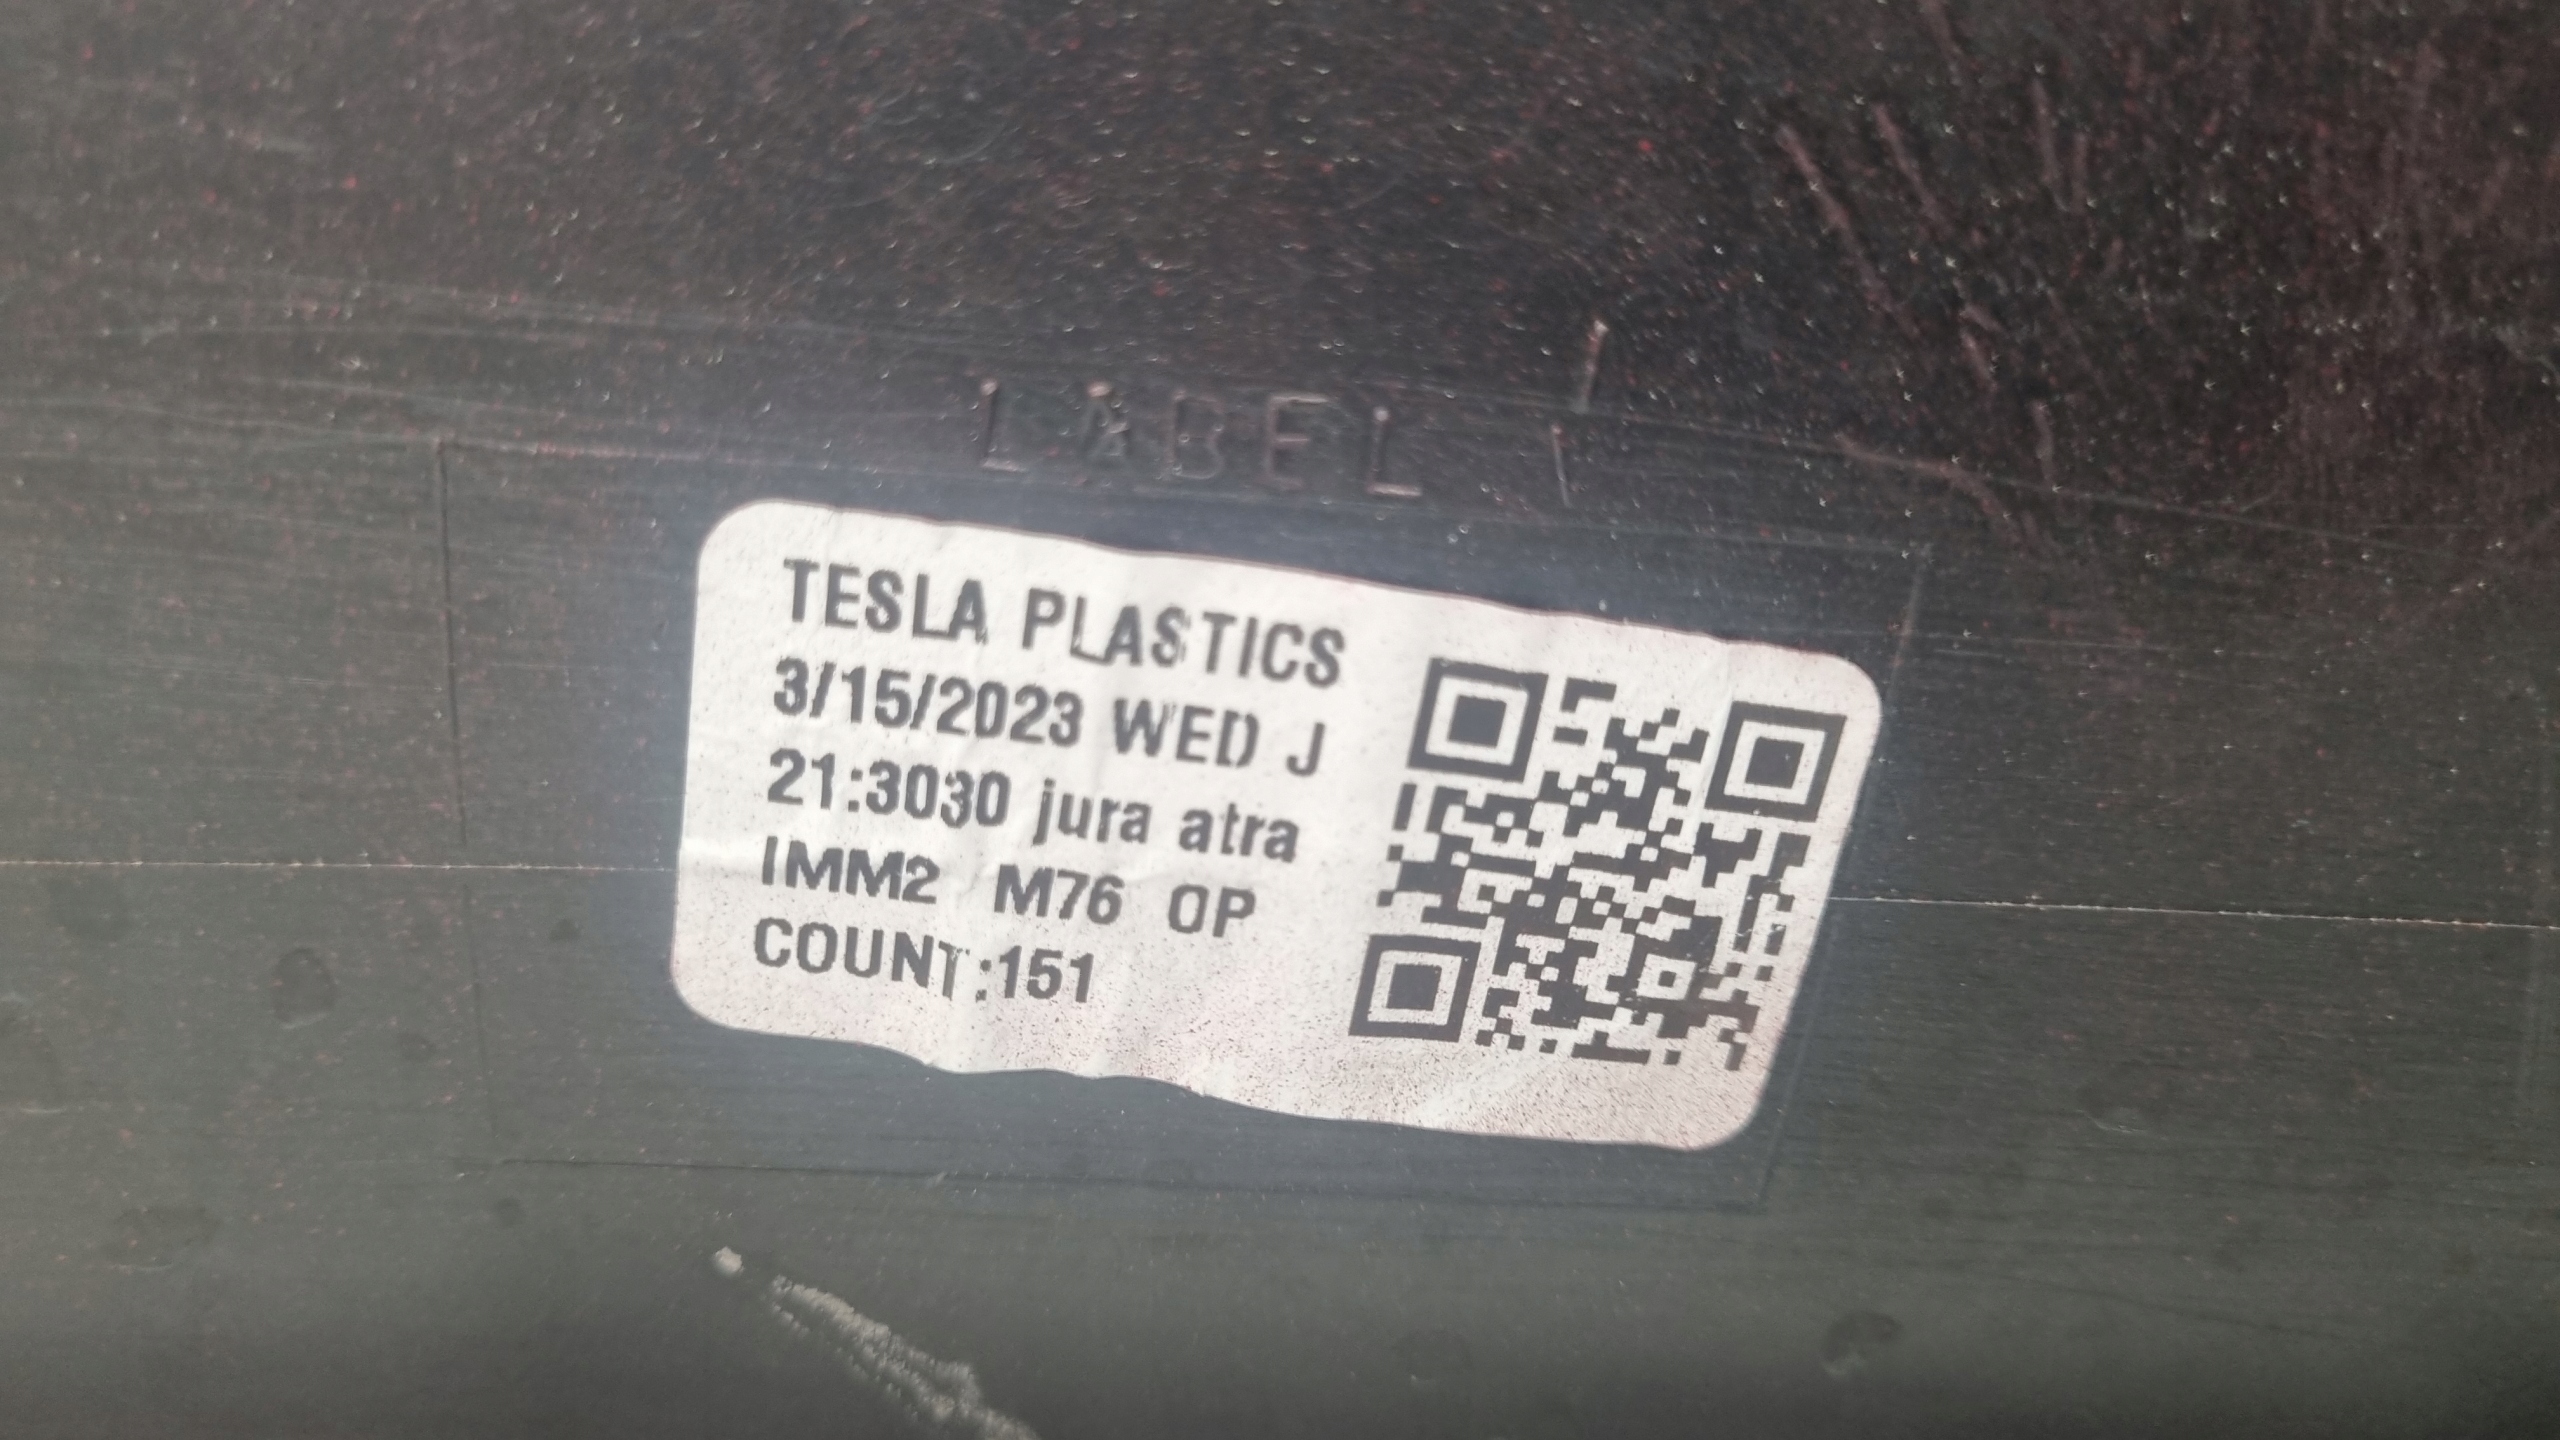 LABEL
TESLA PLASTICS
3/15/2023 WED J
21:3030 jura atra
IMM2 M76 OP
COUNT:151